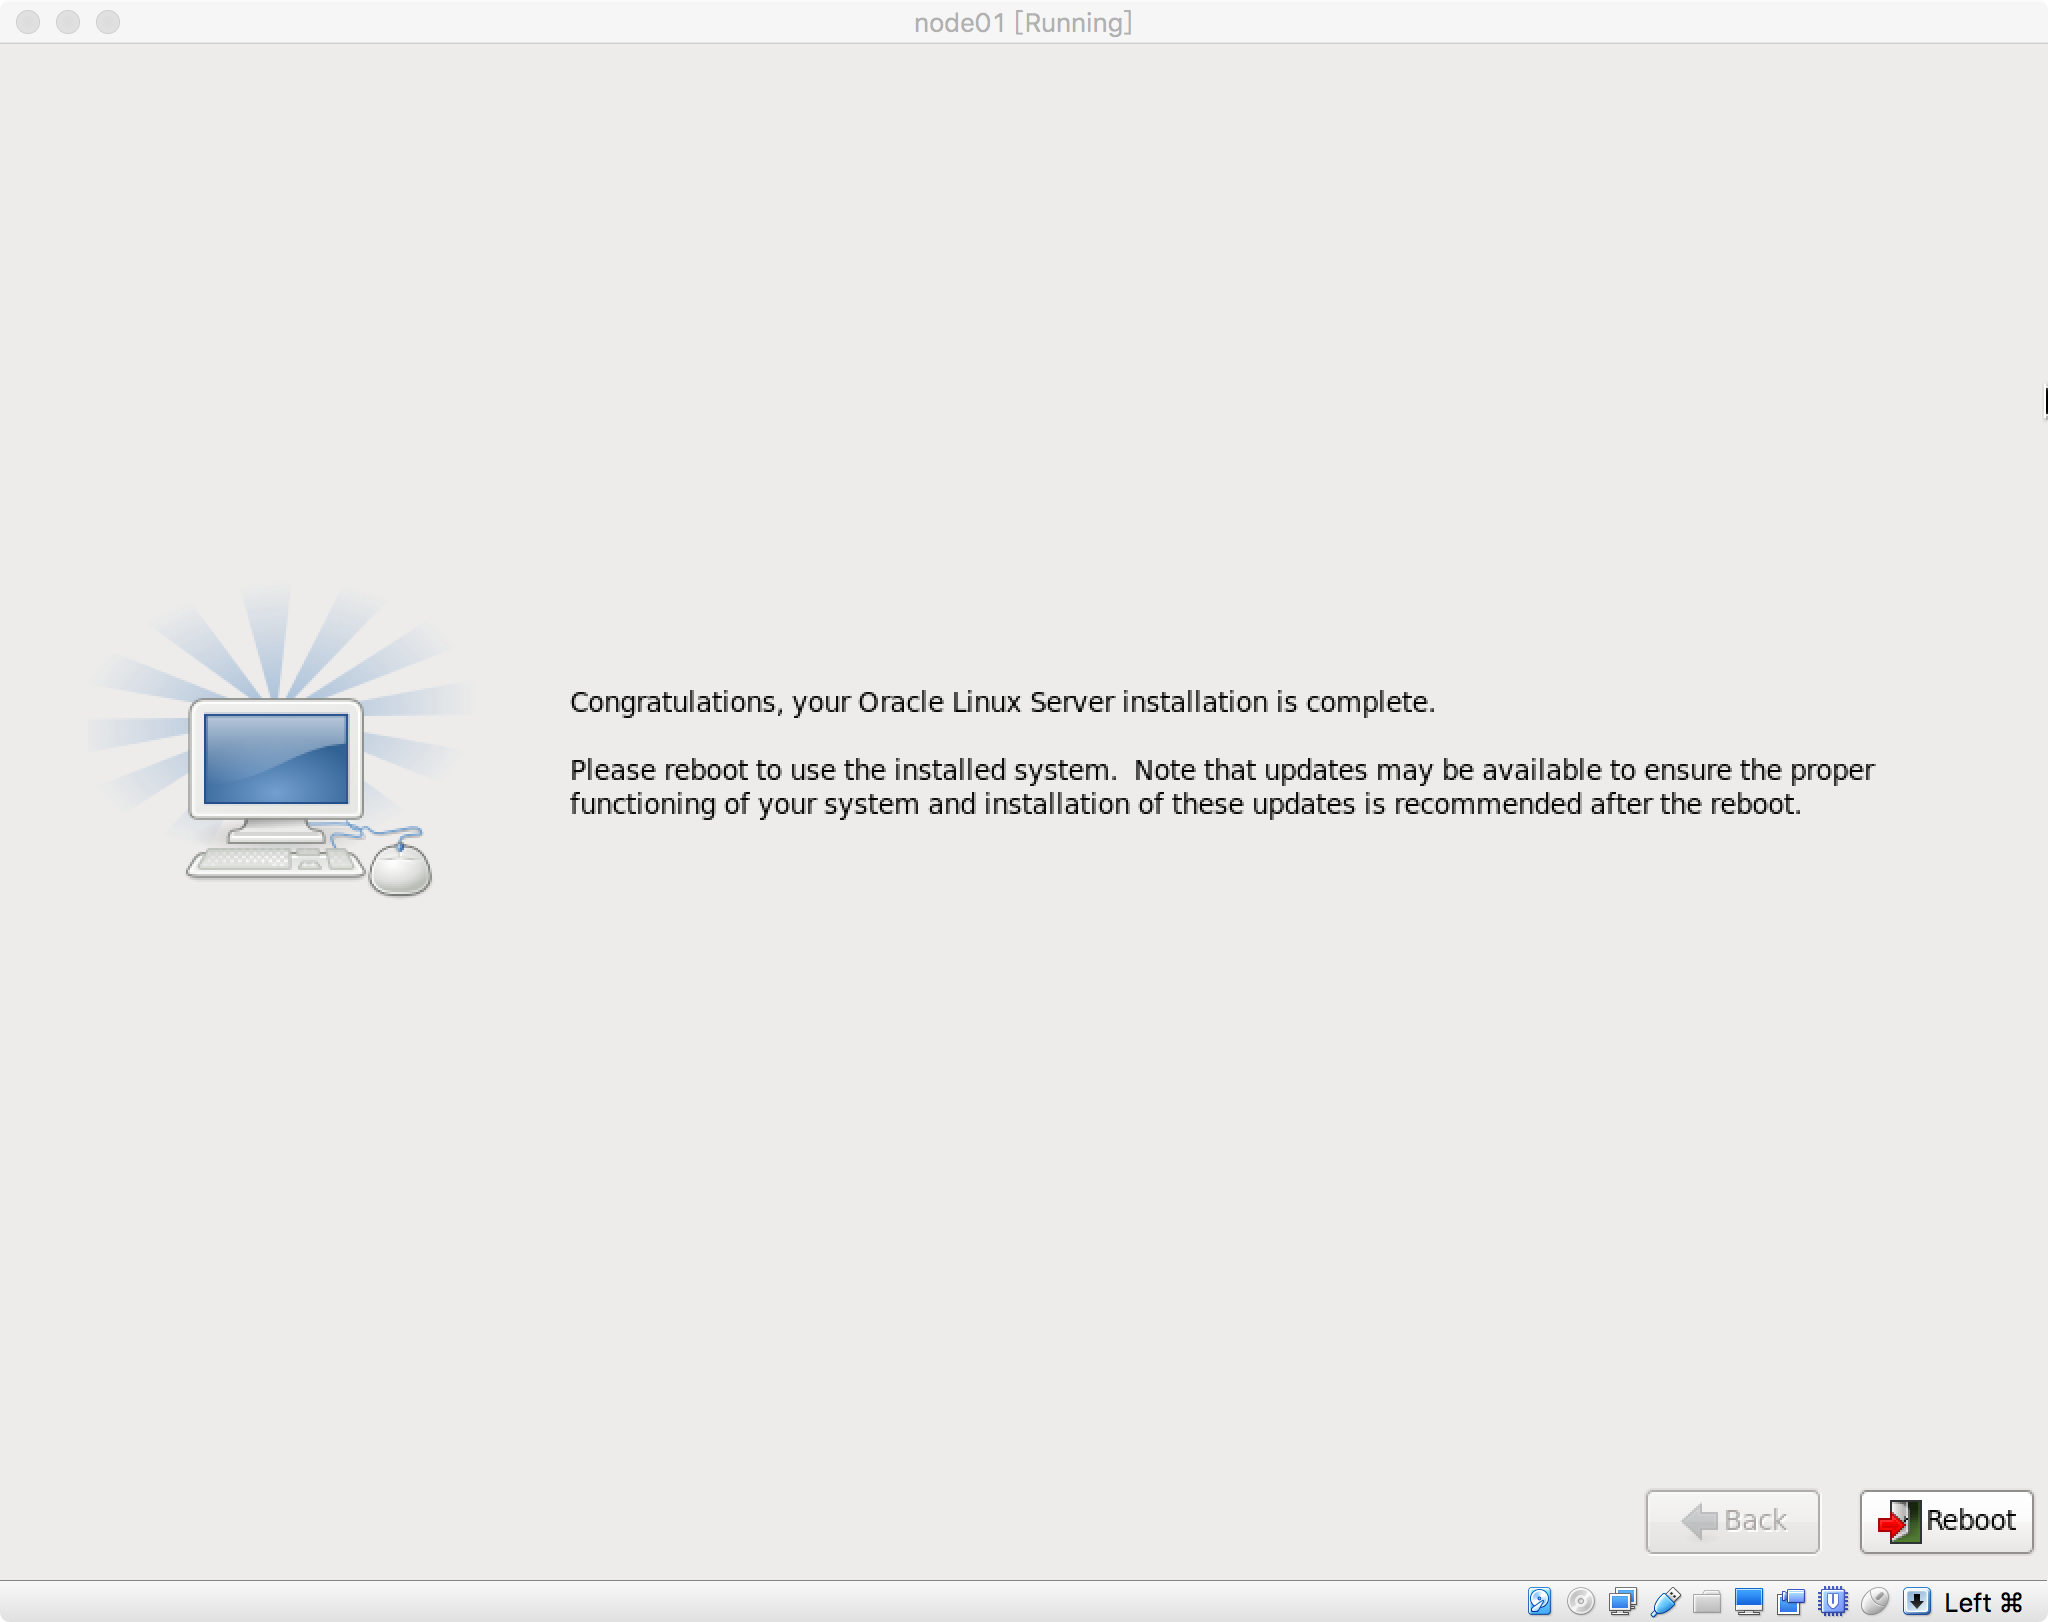 node01 [Running]
Congratulations, your Oracle Linux Server installation is complete.
Please reboot to use the installed system.  Note that updates may be available to ensure the proper
functioning of your system and installation of these updates is recommended after the reboot.
Back
Reboot
Left ⌘